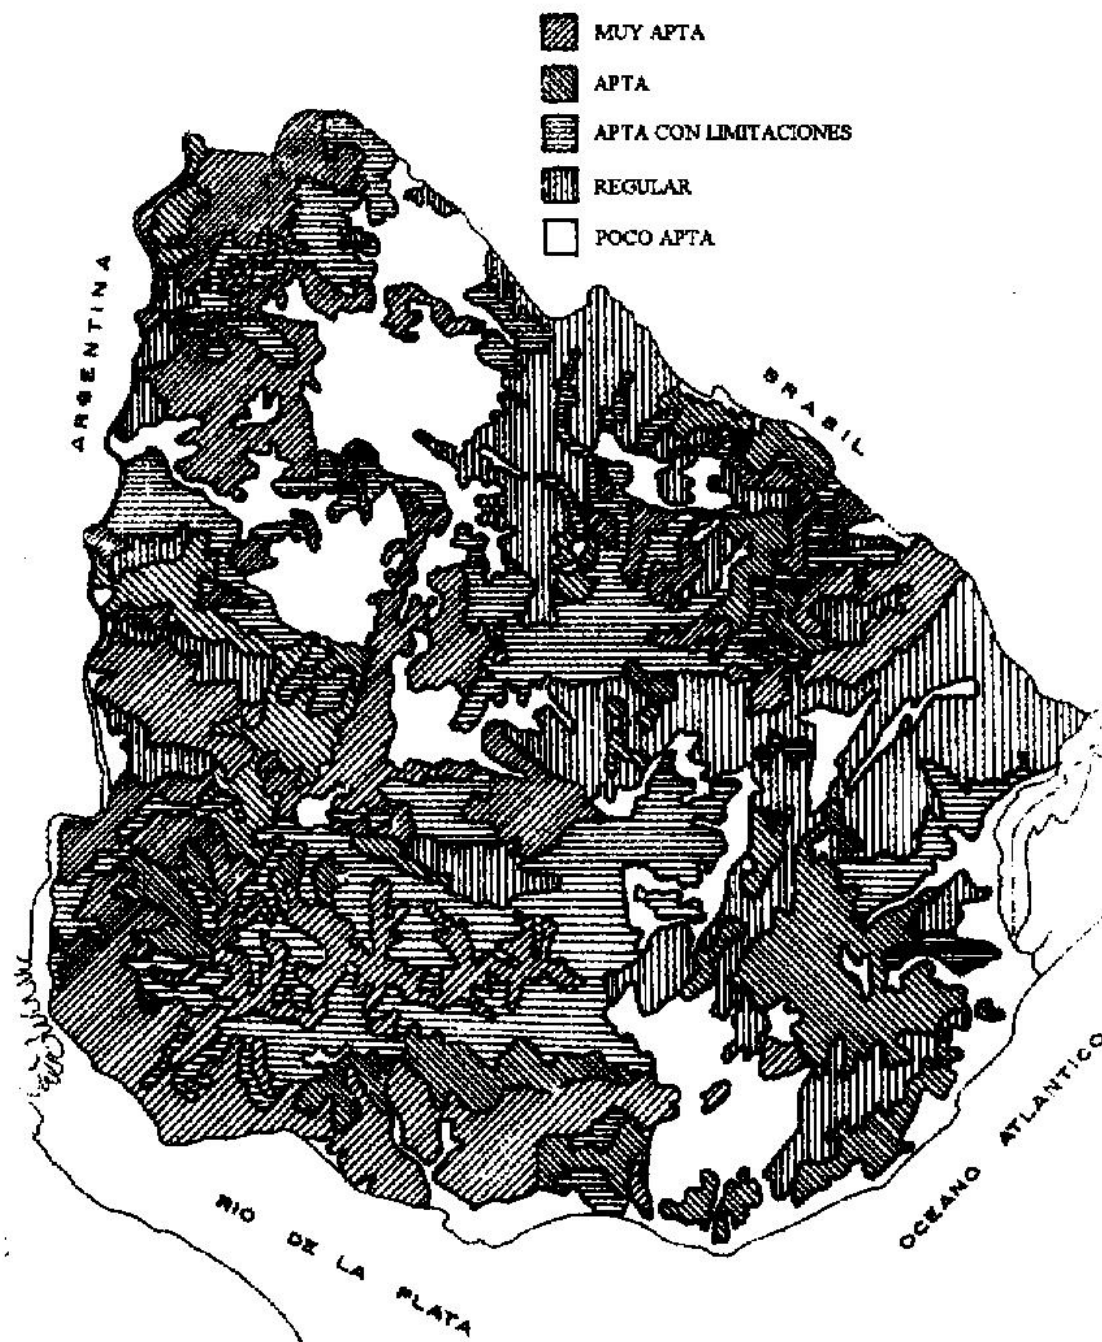 MUY APTA
APTA
APTA CON LIMITACIONES
REGULAR
POCO APTA
ARGENTINA
BRASIL
RIO DE LA PLATA
OCEANO ATLANTICO